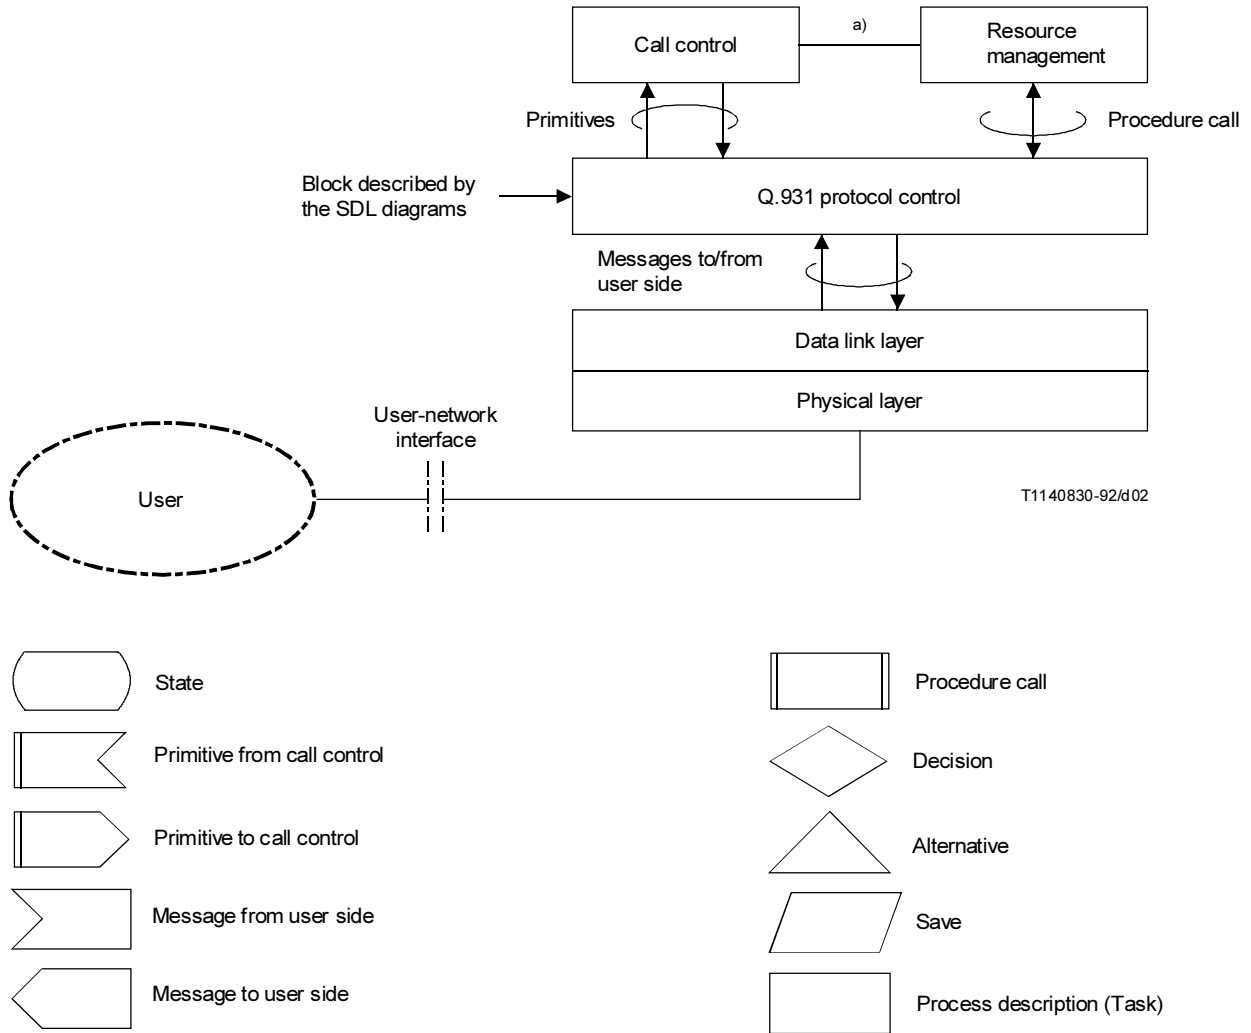 Call control
a)
Resource
management
Primitives
Procedure call
Block described by
the SDL diagrams
Q.931 protocol control
Messages to/from
user side
Data link layer
Physical layer
User-network
interface
User
T1140830-92/d02
State
Procedure call
Primitive from call control
Decision
Primitive to call control
Alternative
Message from user side
Save
Message to user side
Process description (Task)